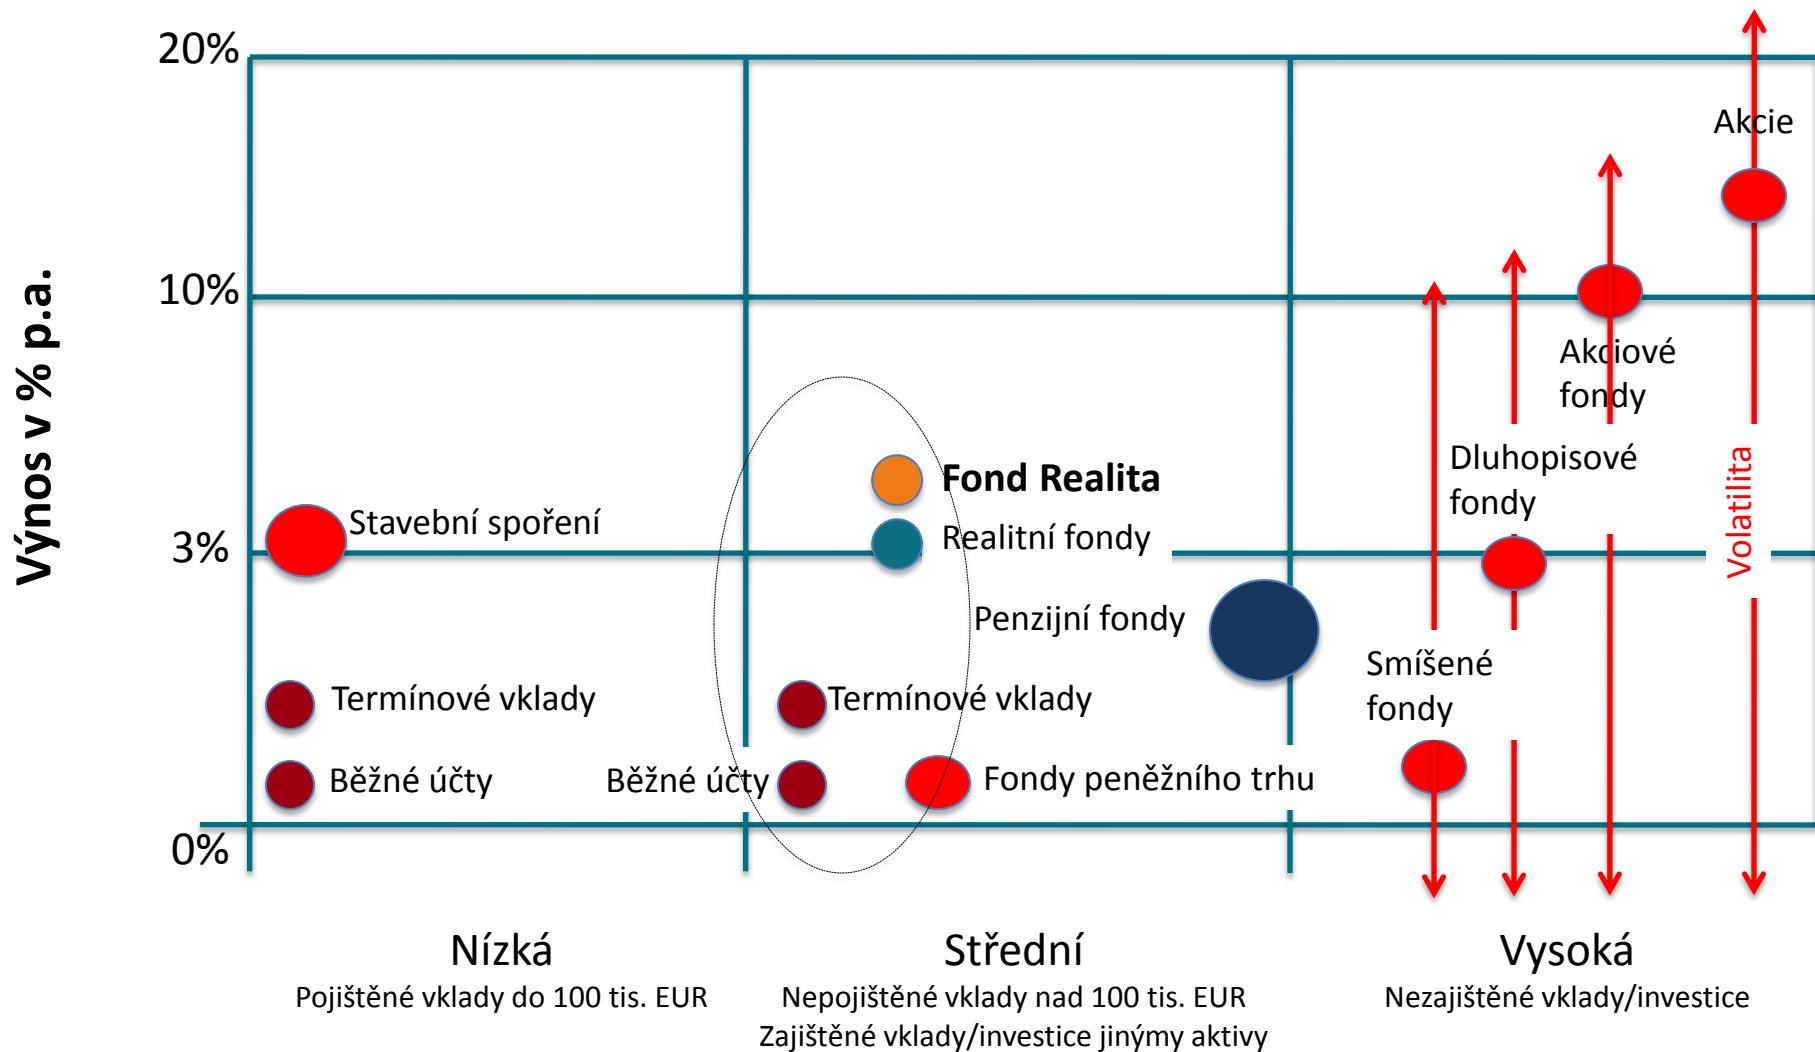 20%
Akcie
10%
Výnos v % p.a.
Akciové
fondy
Dluhopisové
fondy
Fond Realita
Stavební spoření
Realitní fondy
3%
Volatilita
Penzijní fondy
Smíšené
fondy
Termínové vklady
Termínové vklady
Běžné účty
Běžné účty
Fondy peněžního trhu
0%
Nízká
Pojištěné vklady do 100 tis. EUR
Střední
Nepojištěné vklady nad 100 tis. EUR
Zajištěné vklady/investice jinýmy aktivy
Vysoká
Nezajištěné vklady/investice